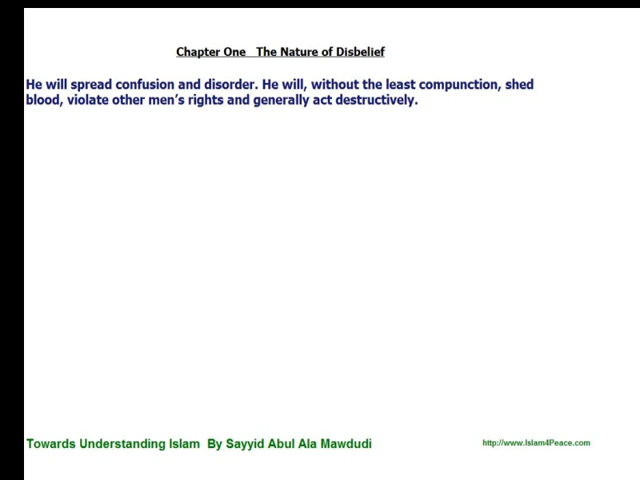 Chapter One The Nature of Disbelief
He will spread confusion and disorder. He will, without the least compunction, shed
blood, violate other men's rights and generally act destructively.
Towards Understanding Islam By Sayyid Abul Ala Mawdudi
http://www.Islam4Peace.com